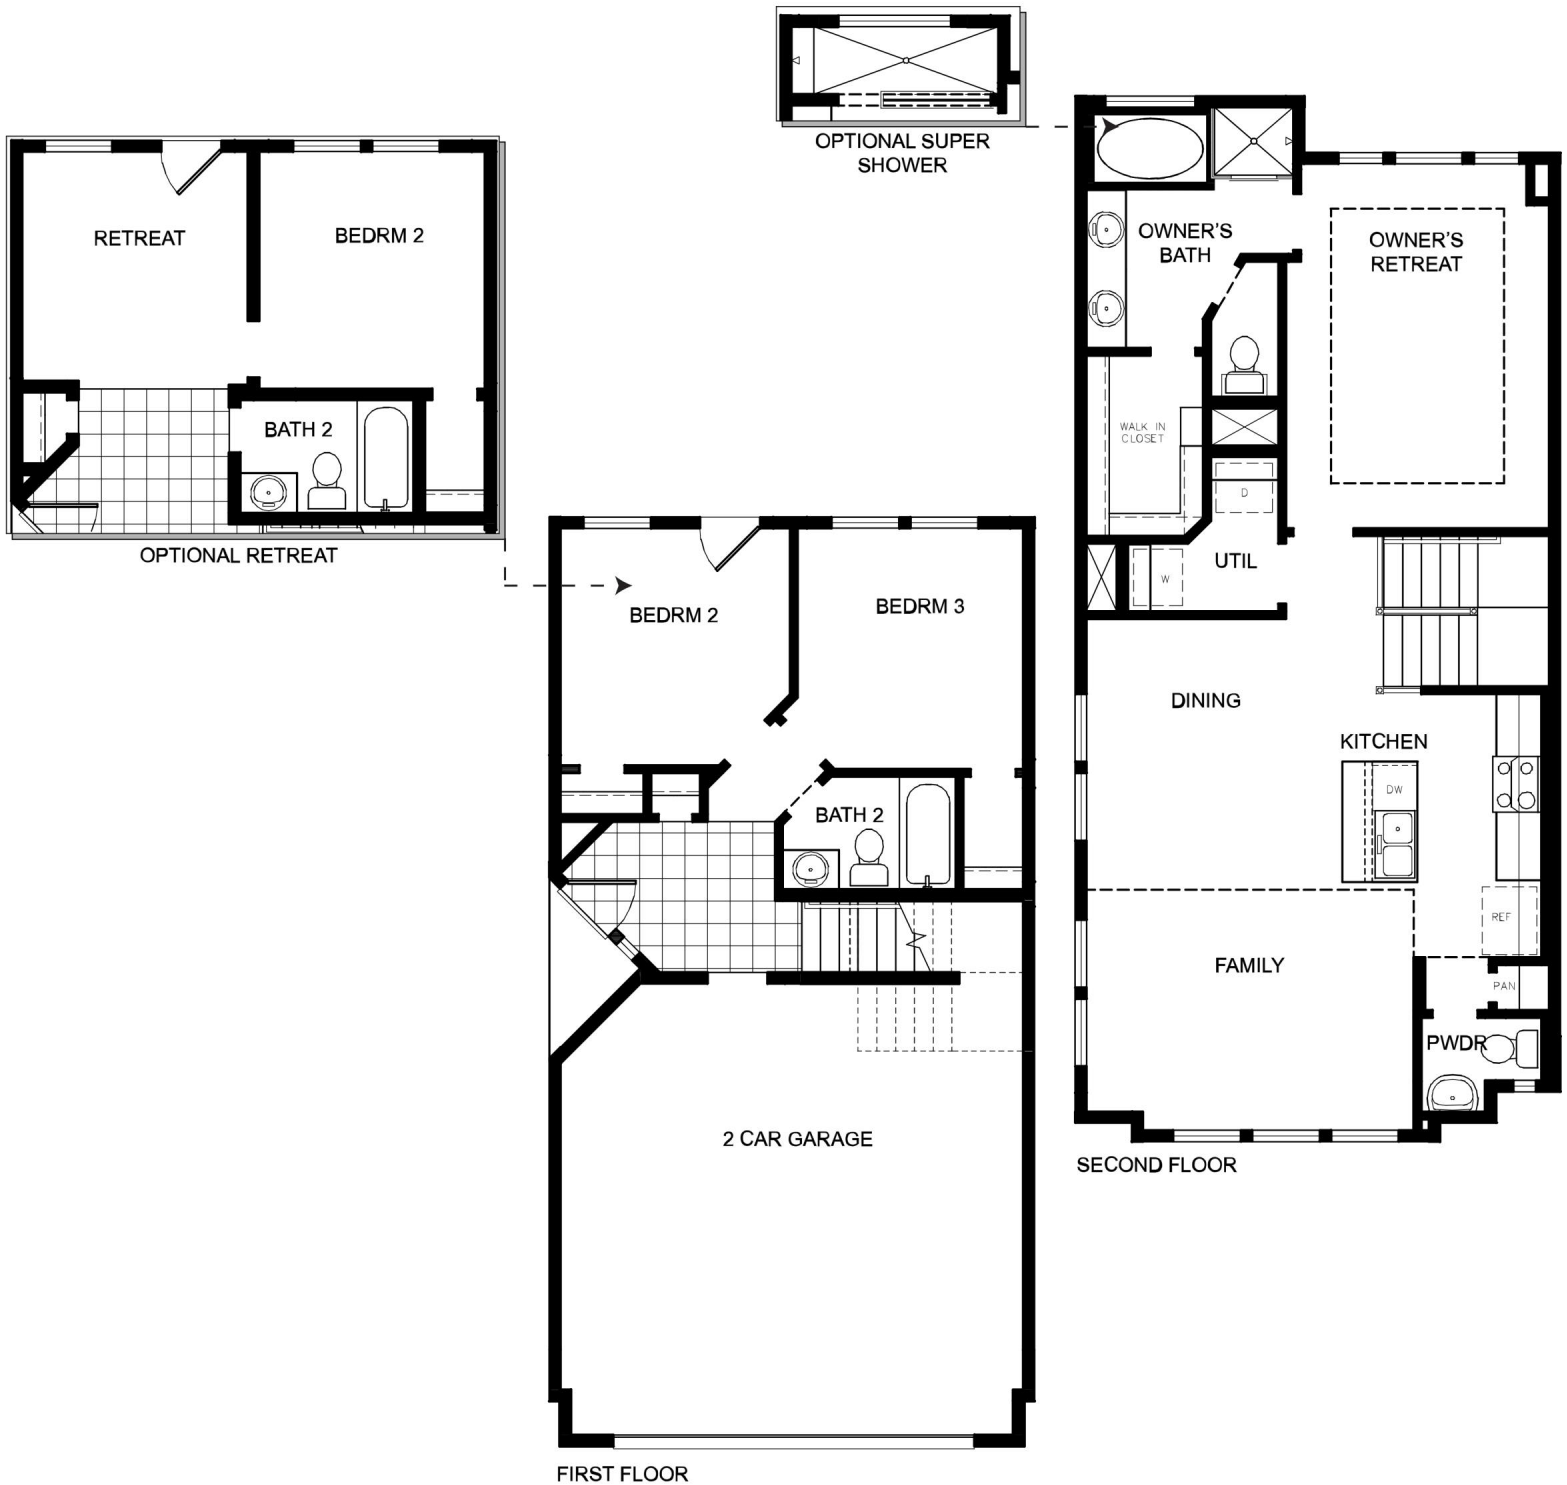 OPTIONAL SUPER
SHOWER
RETREAT
BEDRM 2
BATH 2
OPTIONAL RETREAT
BEDRM 2
BEDRM 3
BATH 2
2 CAR GARAGE
FIRST FLOOR
OWNER'S
BATH
OWNER'S
RETREAT
WALK IN
CLOSET
D
UTIL
W
DINING
KITCHEN
DW
REF
FAMILY
PAN
PWDR
SECOND FLOOR